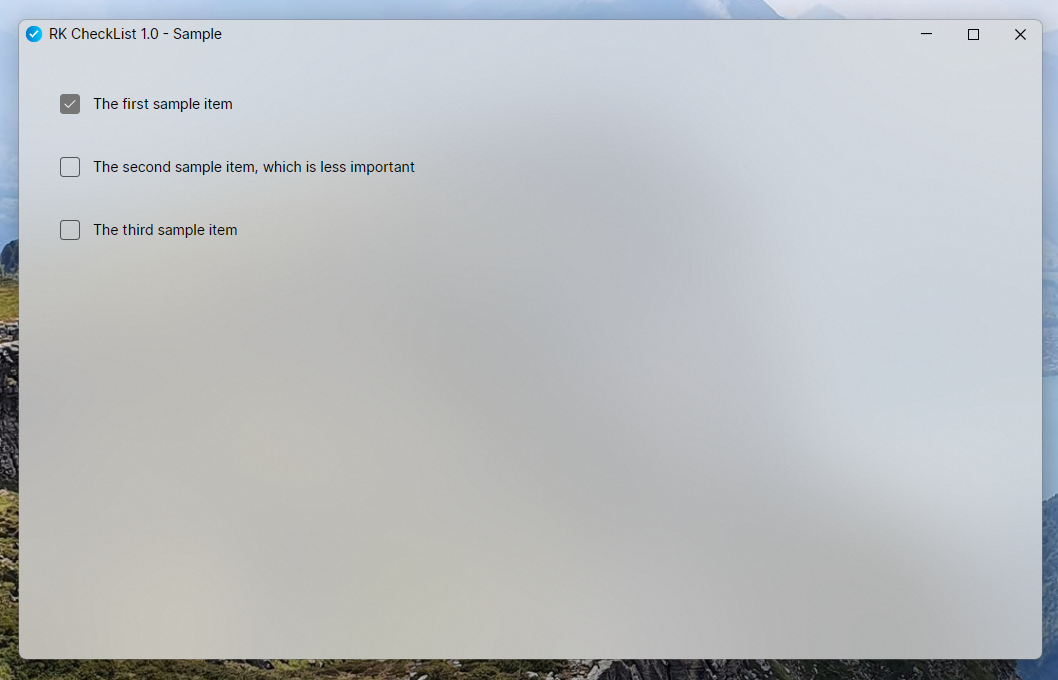 RK CheckList 1.0 - Sample
The first sample item
The second sample item, which is less important
The third sample item